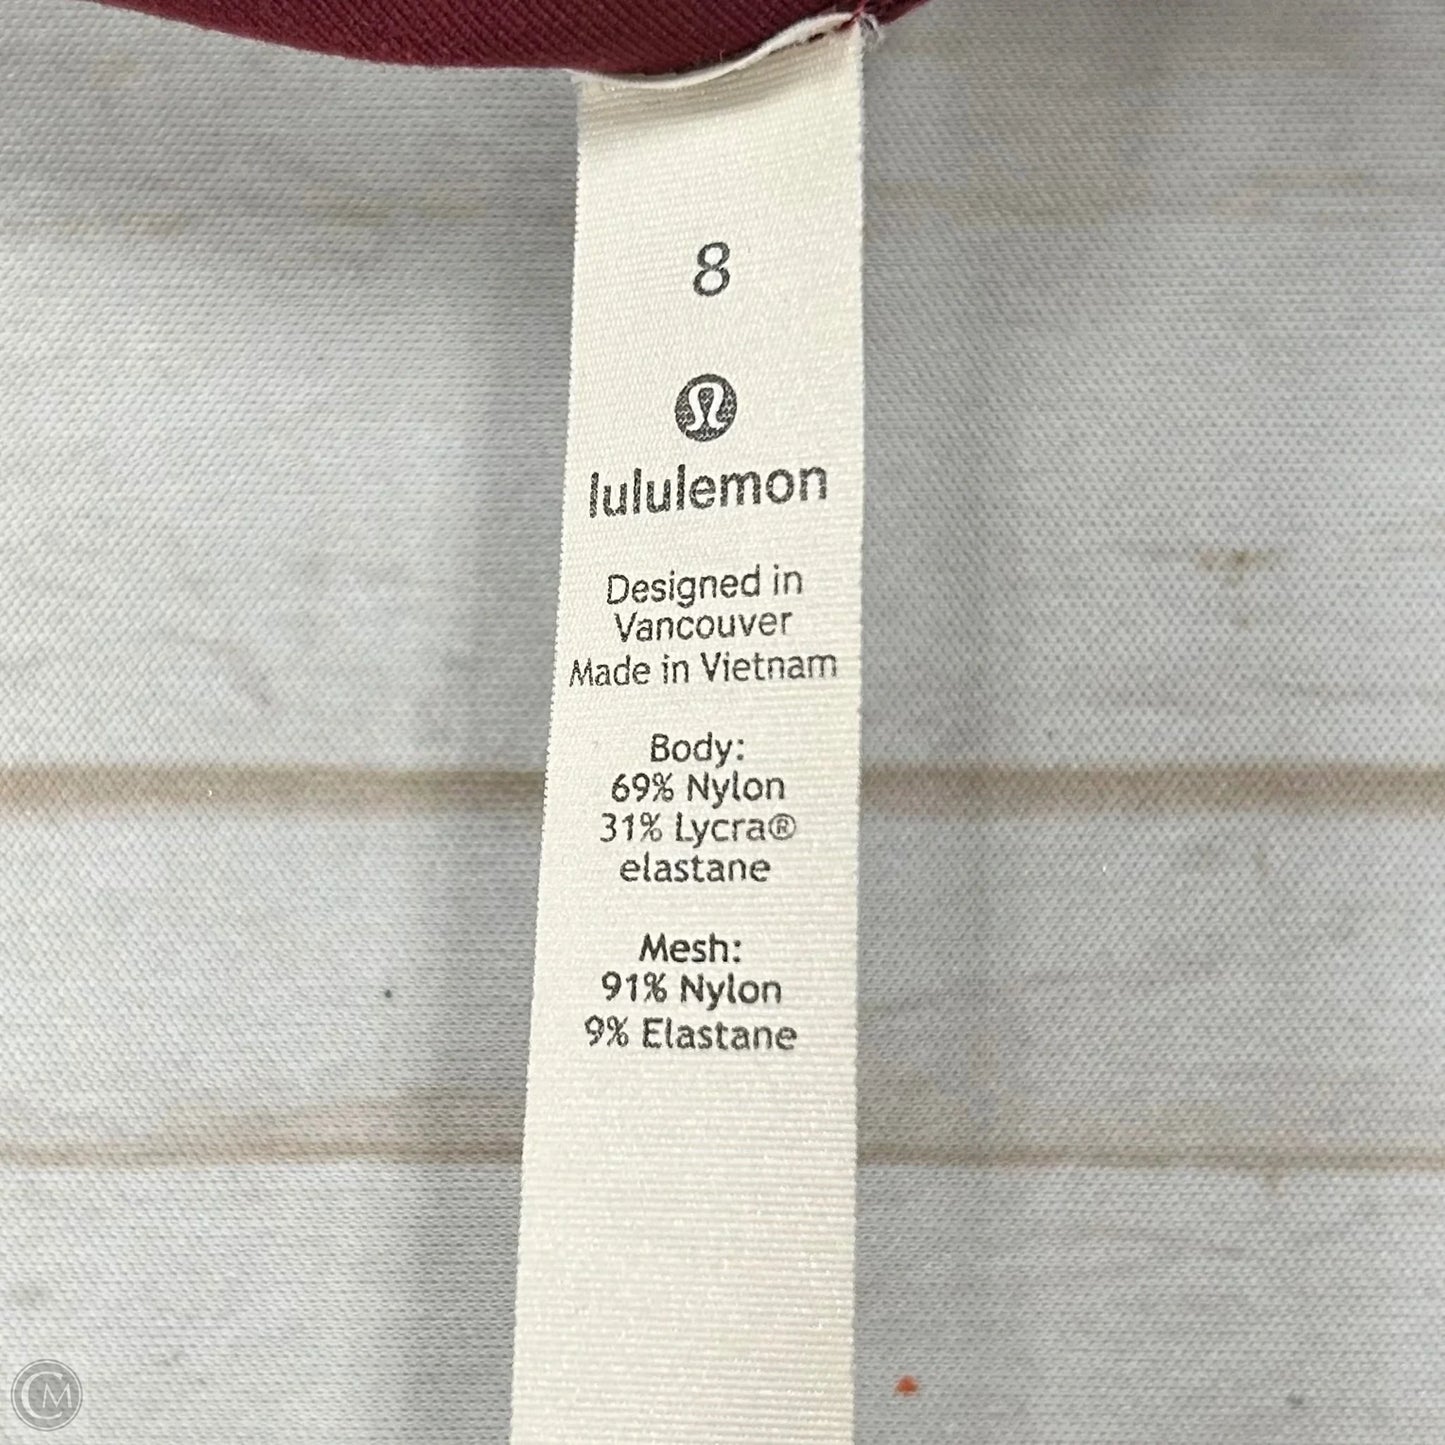 8
lululemon
Designed in
Vancouver
Made in Vietnam
Body:
69% Nylon
31% Lycra®
elastane
Mesh:
91% Nylon
9% Elastane
CM